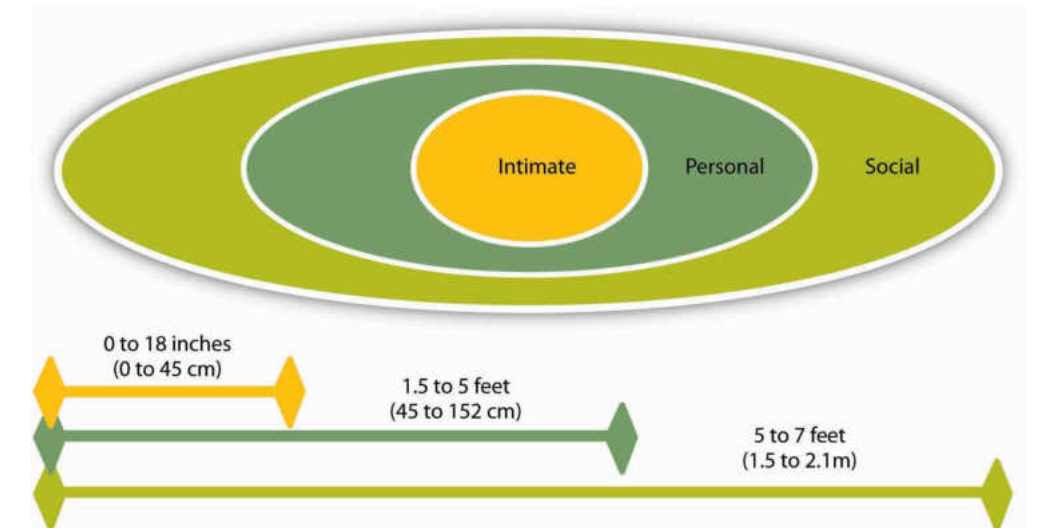 Intimate
Personal
Social
0 to 18 inches
(0 to 45 cm)
1.5 to 5 feet
(45 to 152 cm)
5 to 7 feet
(1.5 to 2.1m)